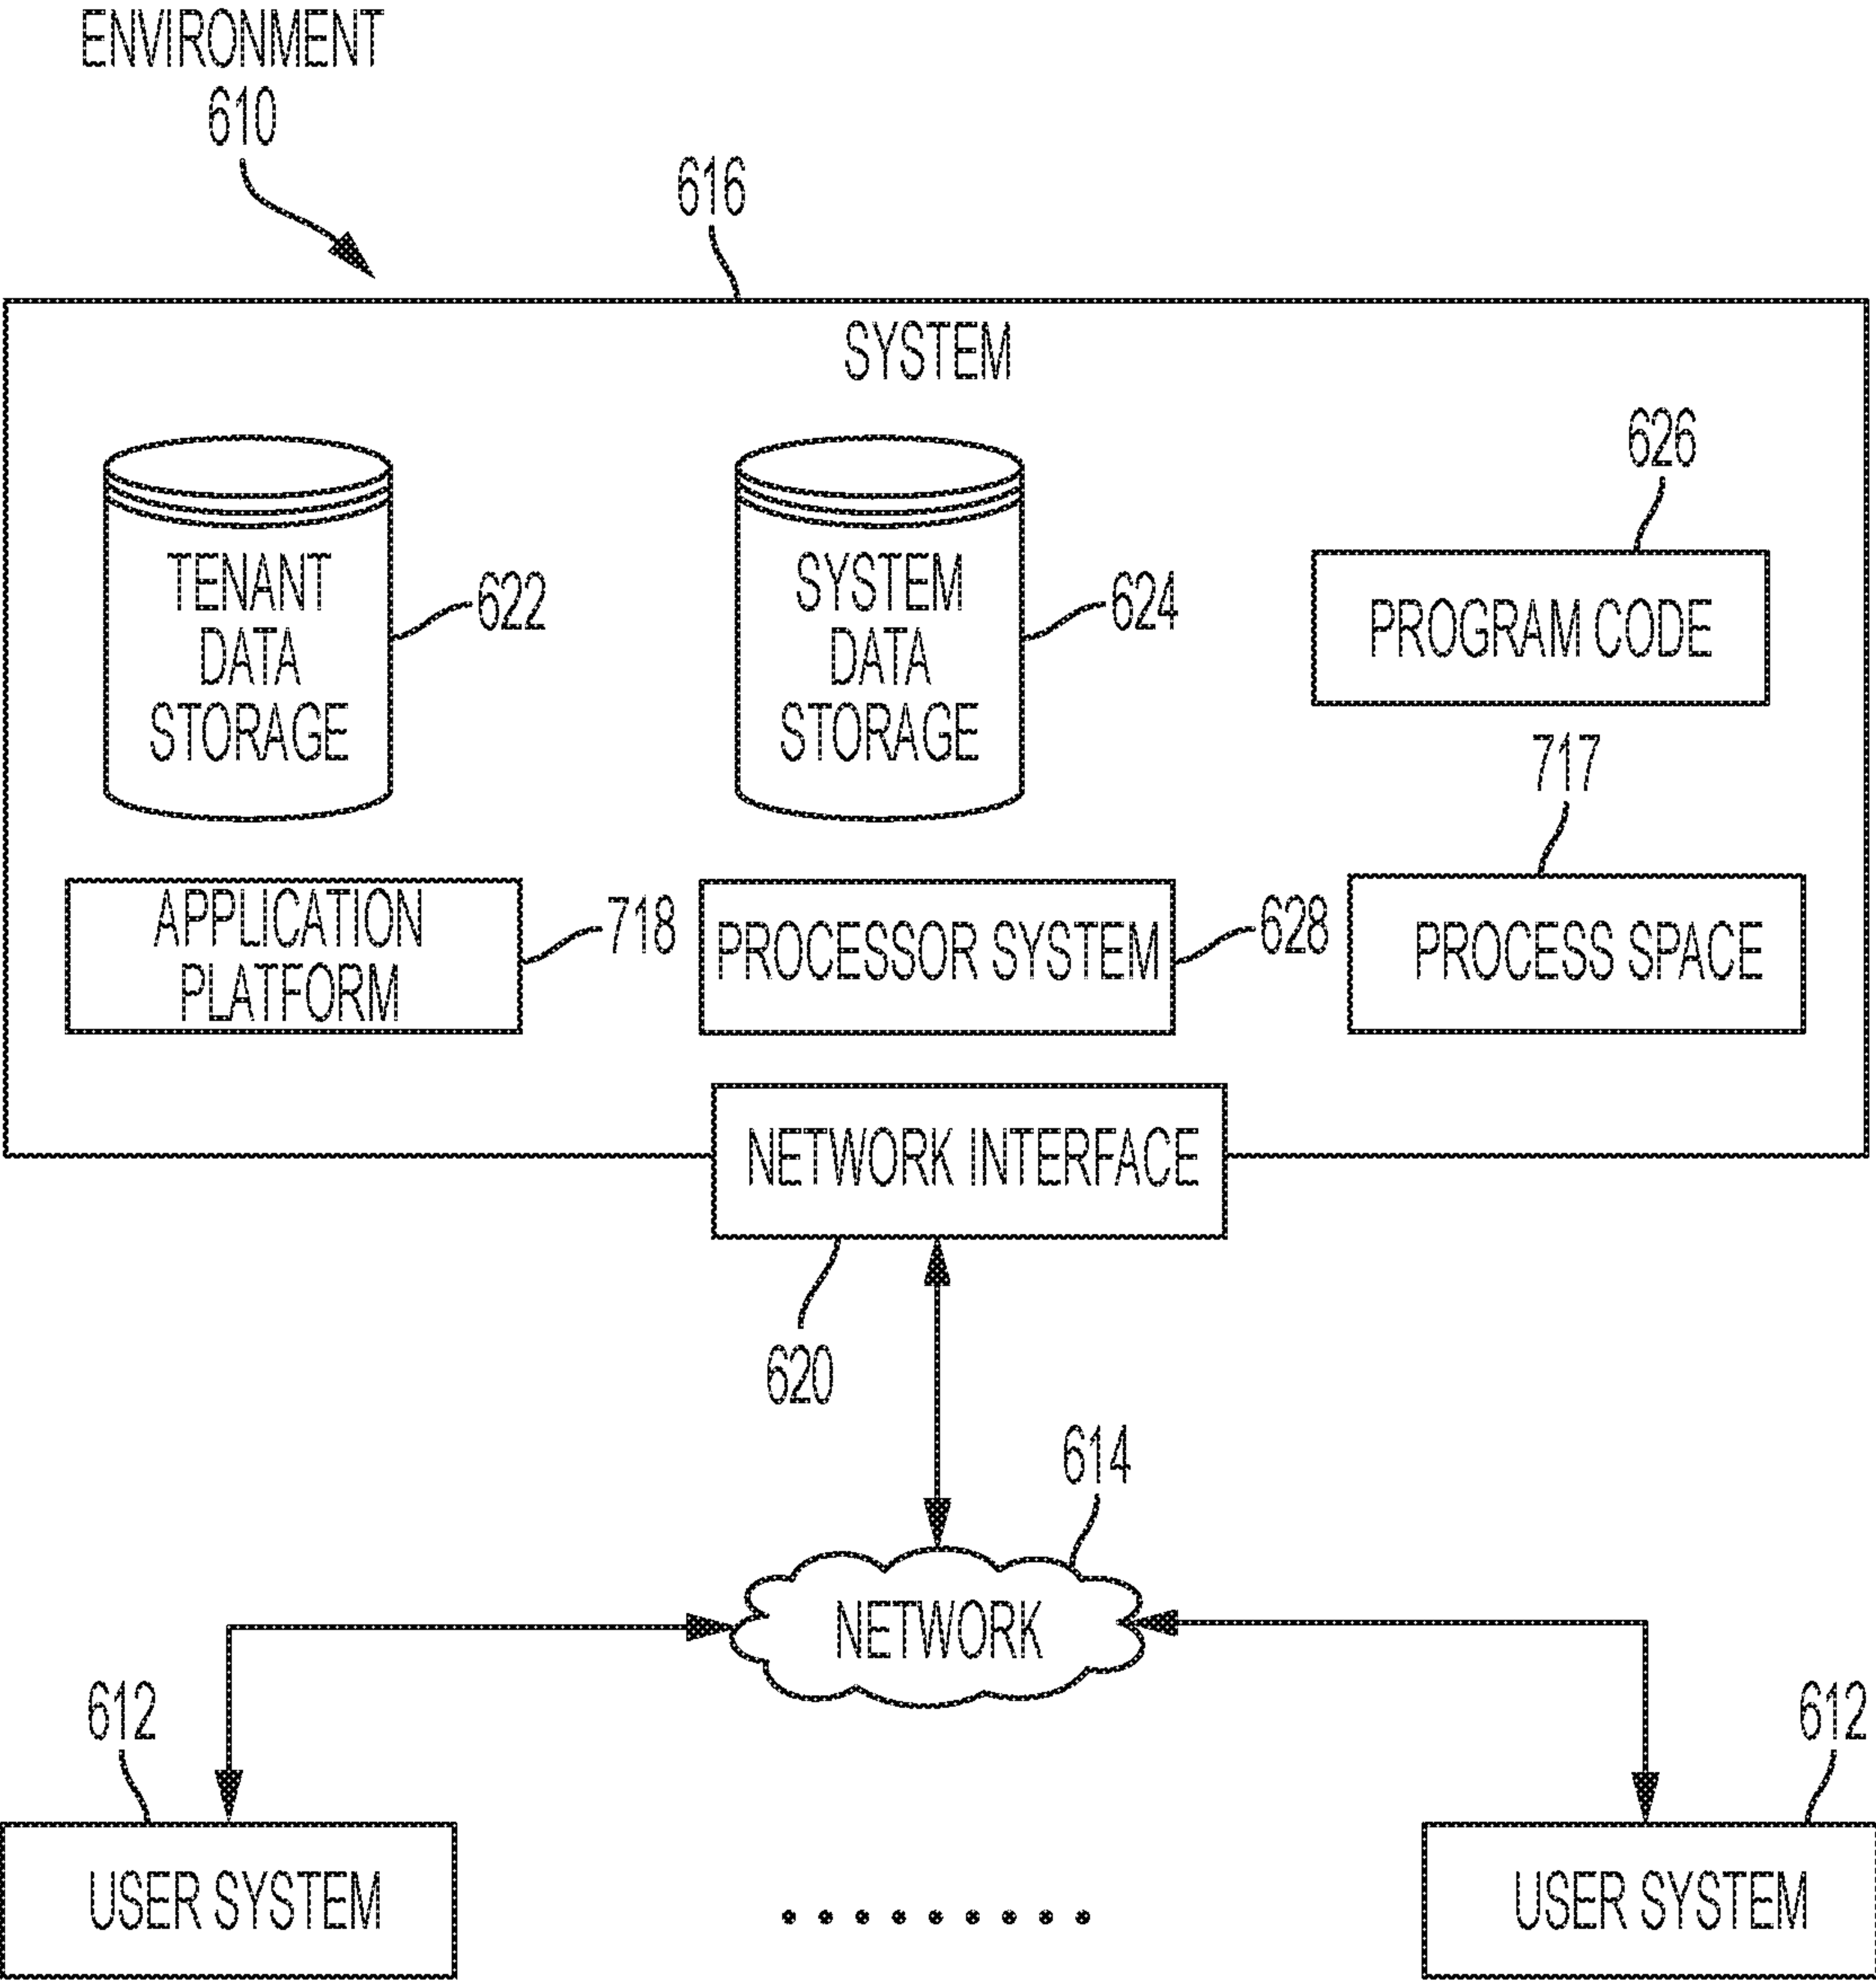 ENVIRONMENT
610
616
SYSTEM
626
TENANT
DATA
STORAGE
622
SYSTEM
DATA
STORAGE
624
PROGRAM CODE
717
APPLICATION
PLATFORM
718
PROCESSOR SYSTEM
628
PROCESS SPACE
NETWORK INTERFACE
620
614
NETWORK
612
612
USER SYSTEM
USER SYSTEM